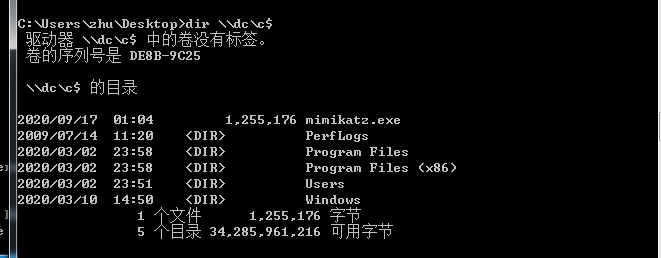 C:\Users\zhu\Desktop>dir \\dc\c$
驱动器 \\dc\c$ 中的卷没有标签。
卷的序列号是 DE8B-9C25
\\dc\c$ 的目录
2020/09/17 01:04 1,255,176 mimikatz.exe
2009/07/14 11:20 <DIR> PerfLogs
2020/03/02 23:58 <DIR> Program Files
2020/03/02 23:58 <DIR> Program Files (x86)
2020/03/02 23:51 <DIR> Users
2020/03/10 14:50 <DIR> Windows
1 个文件 1,255,176 字节
5 个目录 34,285,961,216 可用字节